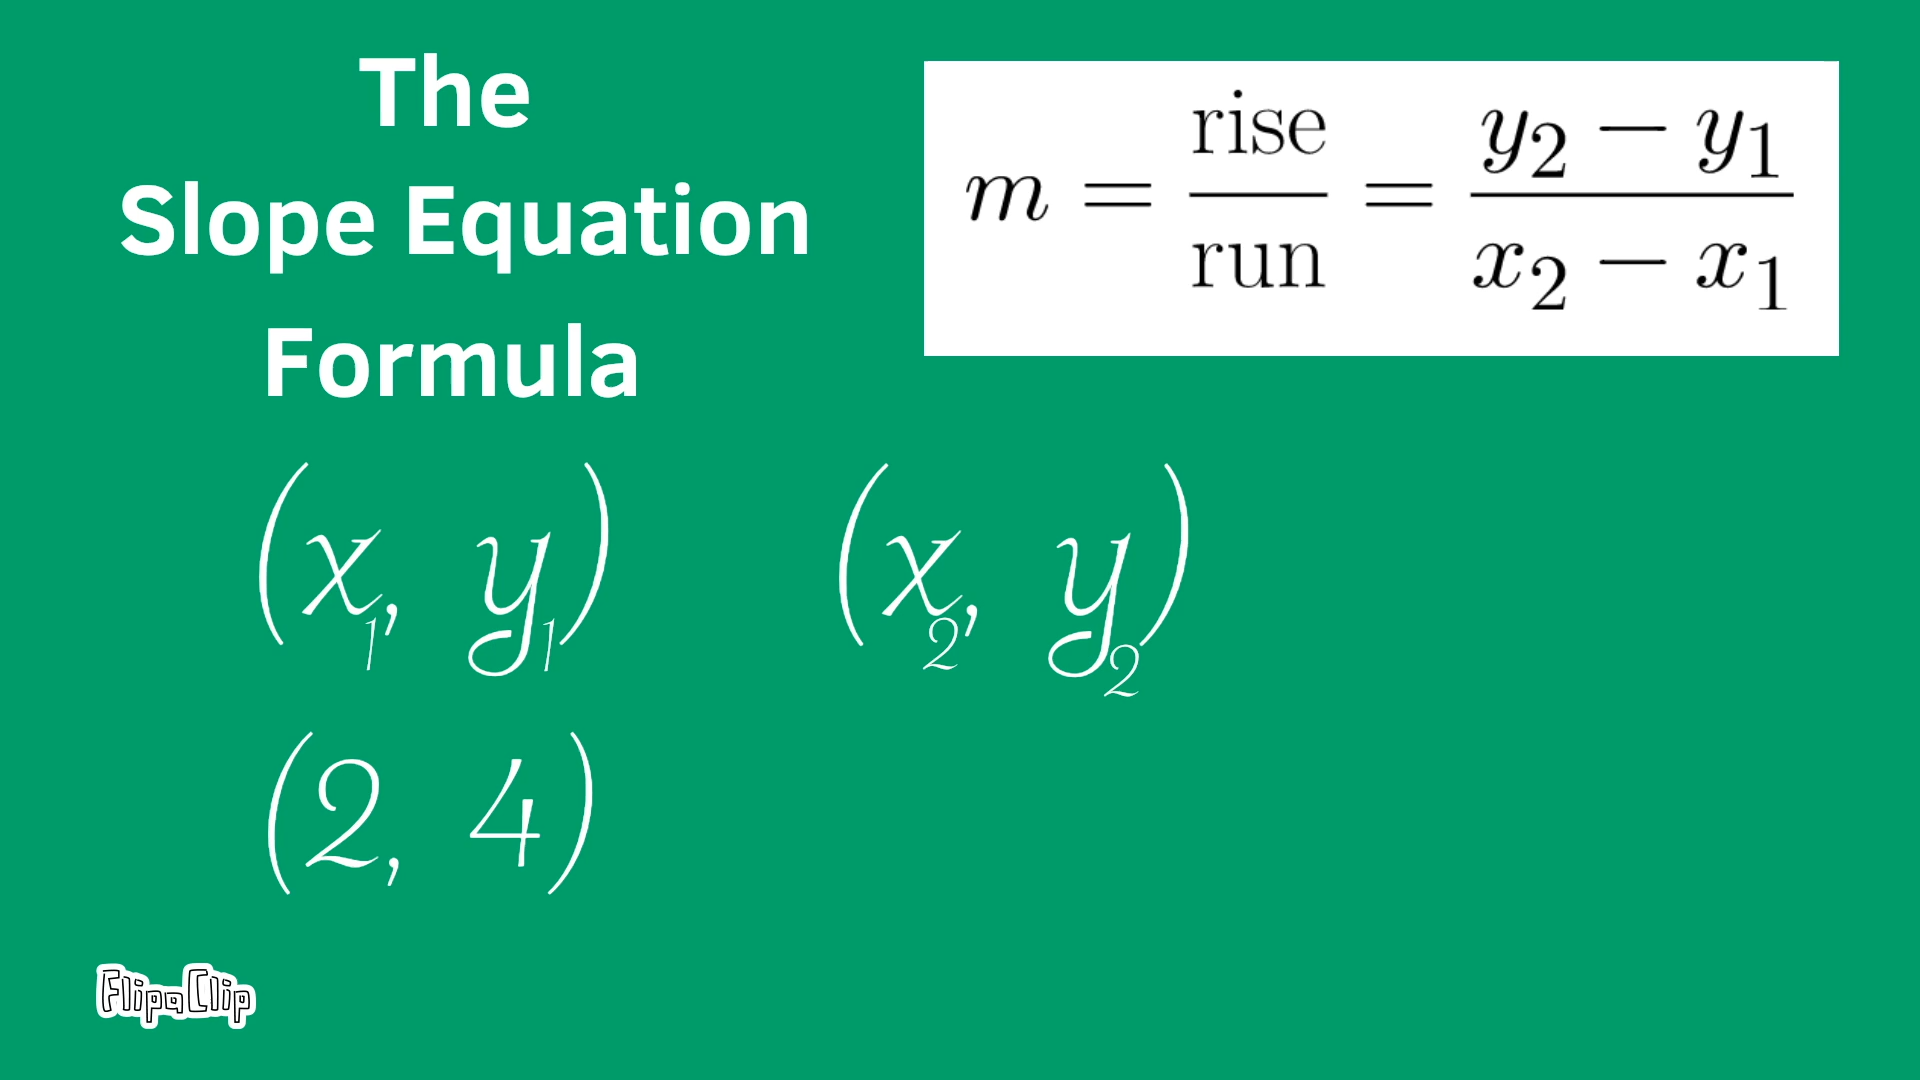 The
Slope Equation
Formula
m = rise/run = (y₂ − y₁)/(x₂ − x₁)
(x₁, y₁) (x₂, y₂)
(2, 4)
FlipaClip